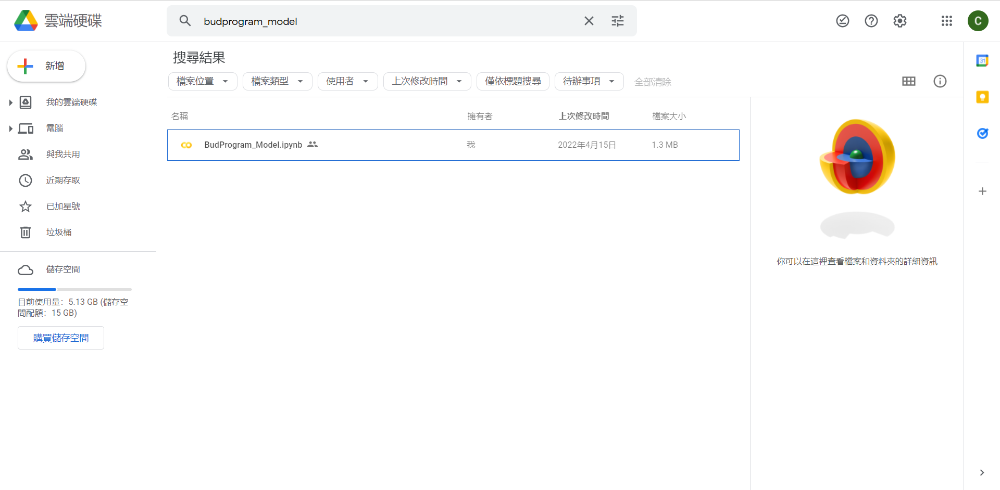 雲端硬碟
budprogram_model
C
新增
我的雲端硬碟
電腦
與我共用
近期存取
已加星號
垃圾桶
儲存空間
目前使用量：5.13 GB (儲存空
間配額：15 GB)
購買儲存空間
搜尋結果
檔案位置
檔案類型
使用者
上次修改時間
僅依標題搜尋
待辦事項
全部清除
名稱
擁有者
上次修改時間
檔案大小
BudProgram_Model.ipynb
我
2022年4月15日
1.3 MB
你可以在這裡查看檔案和資料夾的詳細資訊
31